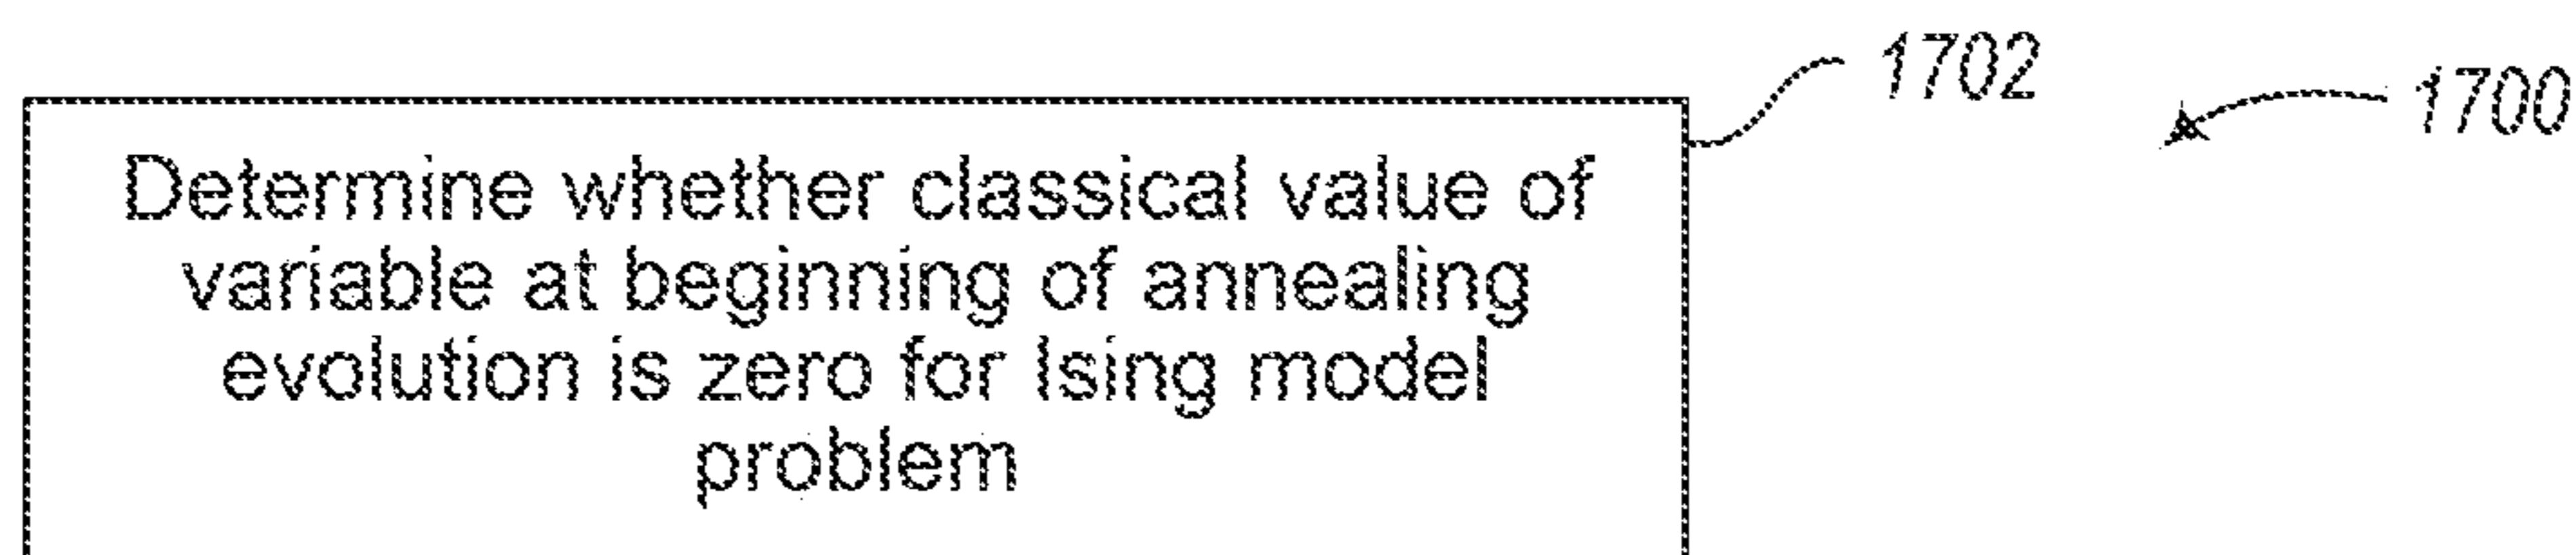 1702
1700
Determine whether classical value of
variable at beginning of annealing
evolution is zero for Ising model
problem